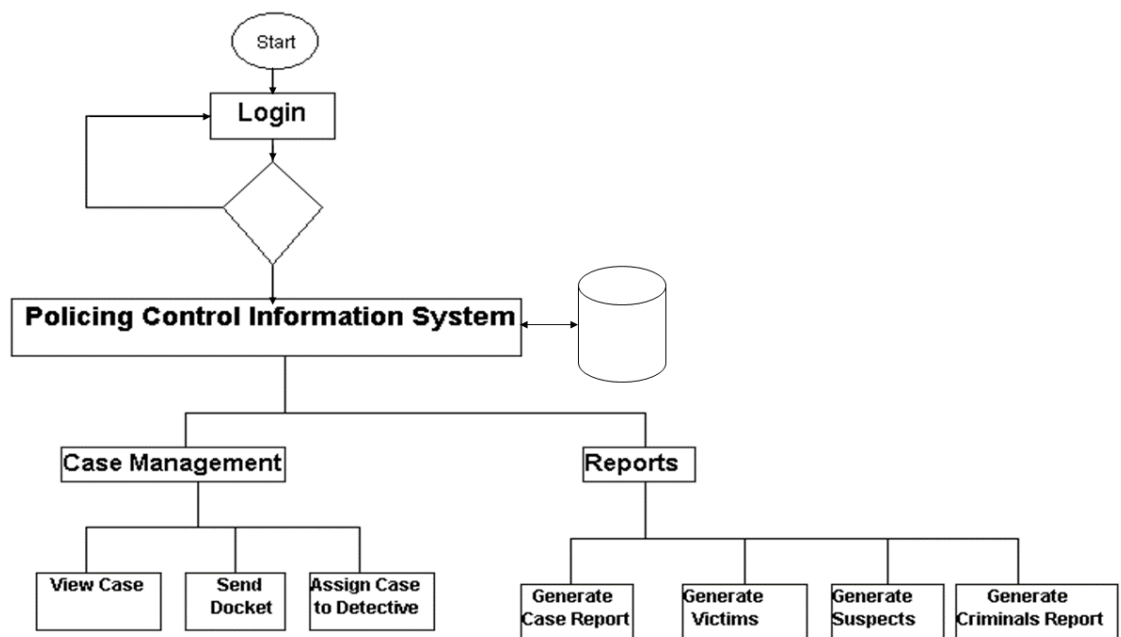 Start
Login
Policing Control Information System
Case Management
Reports
View Case
Send
Docket
Assign Case
to Detective
Generate
Case Report
Generate
Victims
Generate
Suspects
Generate
Criminals Report